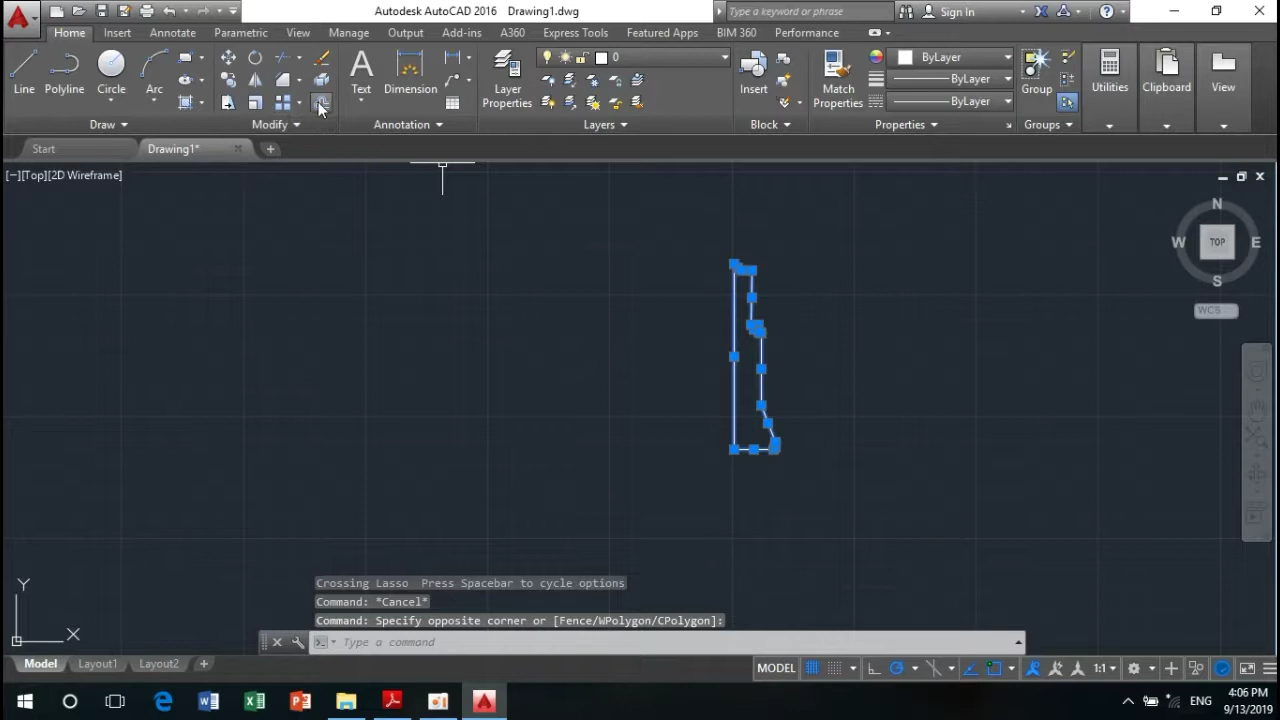 Autodesk AutoCAD 2016 Drawing1.dwg
Type a keyword or phrase
Sign In
Home Insert Annotate Parametric View Manage Output Add-ins A360 Express Tools Featured Apps BIM 360 Performance
Line
Polyline
Circle
Arc
Text
Dimension
Layer
Properties
0
Insert
Match
Properties
ByLayer
ByLayer
ByLayer
Group
Utilities
Clipboard
View
Draw
Modify
Annotation
Layers
Block
Properties
Groups
Start
Drawing1*
[−][Top][2D Wireframe]
N
W
TOP
E
S
WCS
Y
X
Crossing Lasso Press Spacebar to cycle options
Command: *Cancel*
Command: Specify opposite corner or [Fence/WPolygon/CPolygon]:
Type a command
Model
Layout1
Layout2
MODEL
1:1
ENG
4:06 PM
9/13/2019